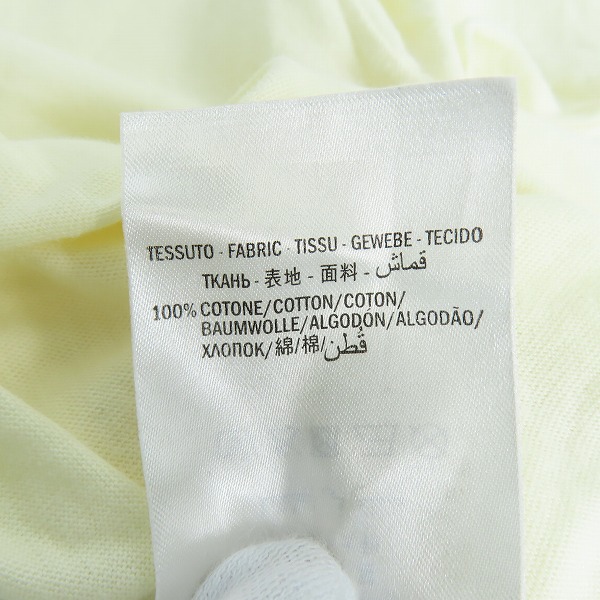 TESSUTO - FABRIC - TISSU - GEWEBE - TECIDO
ТКАНЬ - 表地 - 面料 - قماش
100% COTONE/COTTON/COTON/
BAUMWOLLE/ALGODÓN/ALGODÃO/
ХЛОПОК/綿/棉/قُطن